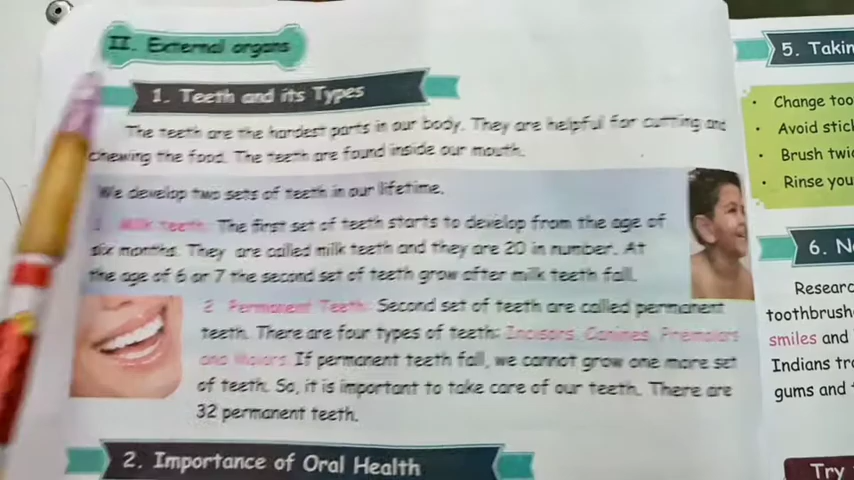 II. External organs
1. Teeth and its Types
The teeth are the hardest parts in our body. They are helpful for cutting and
chewing the food. The teeth are found inside our mouth.
We develop two sets of teeth in our lifetime.
1 Milk teeth: The first set of teeth starts to develop from the age of
six months. They are called milk teeth and they are 20 in number. At
the age of 6 or 7 the second set of teeth grow after milk teeth fall.
2 Permanent Teeth: Second set of teeth are called permanent
teeth. There are four types of teeth: Incisors, Canines, Premolars
and Molars. If permanent teeth fall, we cannot grow one more set
of teeth. So, it is important to take care of our teeth. There are
32 permanent teeth.
2. Importance of Oral Health
5. Takin
• Change too
• Avoid stic
• Brush twi
• Rinse you
6. N
Researc
toothbrush
smiles and
Indians tr
gums and
Try